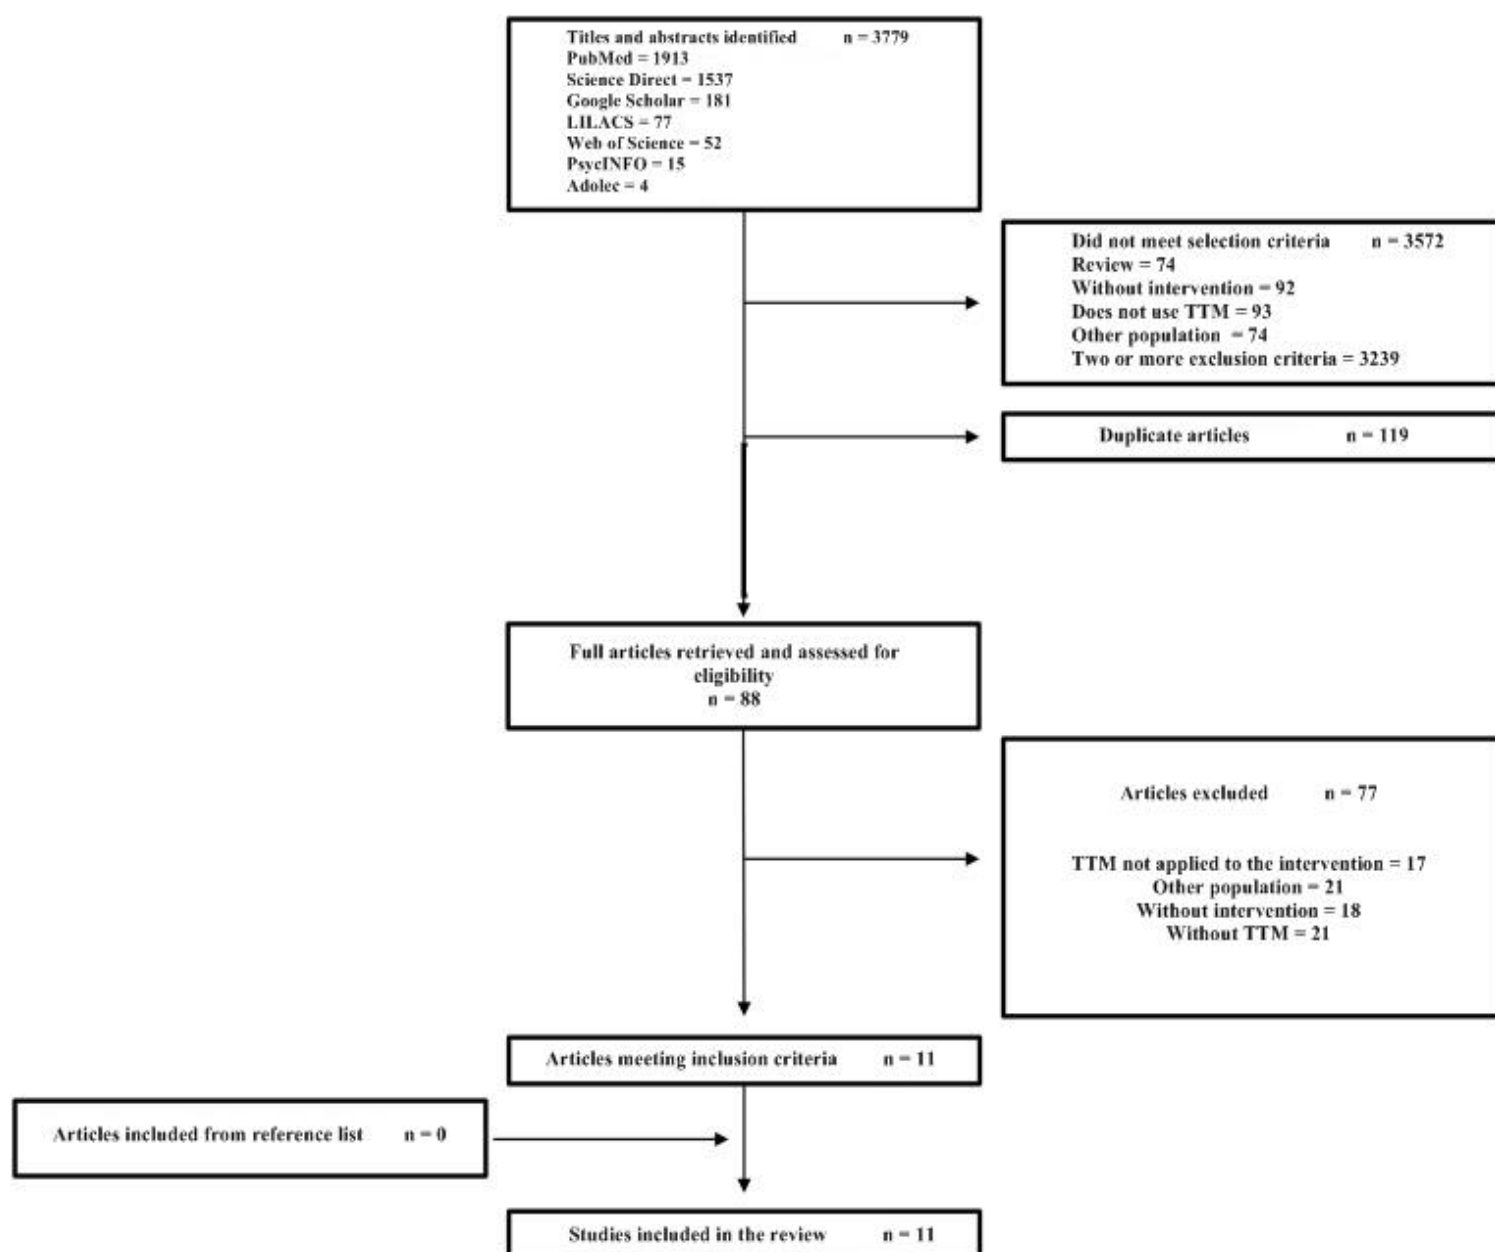 Titles and abstracts identified n = 3779
PubMed = 1913
Science Direct = 1537
Google Scholar = 181
LILACS = 77
Web of Science = 52
PsycINFO = 15
Adolec = 4
Did not meet selection criteria n = 3572
Review = 74
Without intervention = 92
Does not use TTM = 93
Other population = 74
Two or more exclusion criteria = 3239
Duplicate articles n = 119
Full articles retrieved and assessed for
eligibility
n = 88
Articles excluded n = 77
TTM not applied to the intervention = 17
Other population = 21
Without intervention = 18
Without TTM = 21
Articles meeting inclusion criteria n = 11
Articles included from reference list n = 0
Studies included in the review n = 11